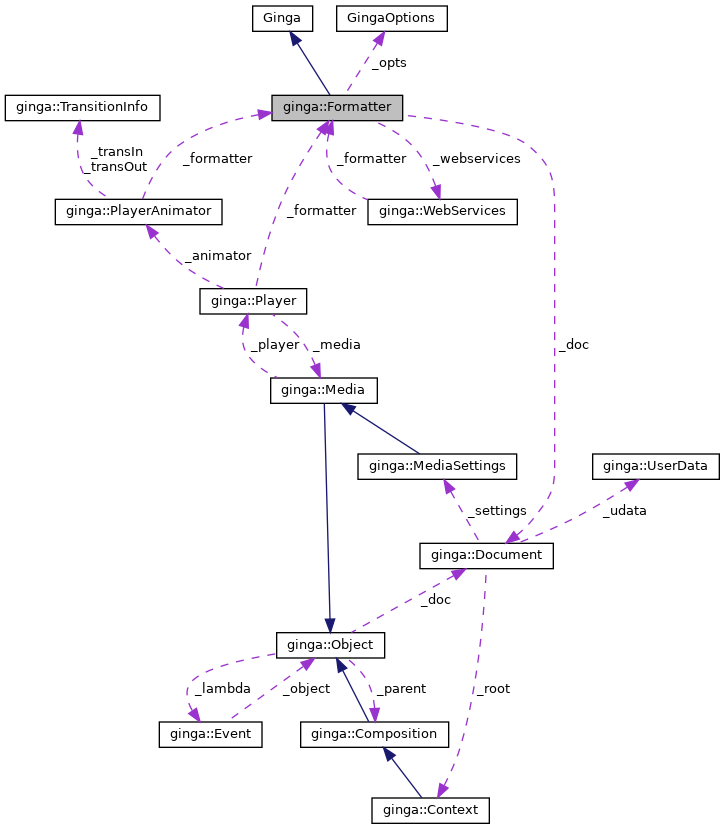 Ginga
GingaOptions
_opts
ginga::TransitionInfo
ginga::Formatter
_transIn
_transOut
_formatter
_formatter
_webservices
ginga::PlayerAnimator
_formatter
ginga::WebServices
_animator
ginga::Player
_player
_media
_doc
ginga::Media
ginga::MediaSettings
ginga::UserData
_settings
_udata
ginga::Document
_doc
ginga::Object
_lambda
_object
_parent
_root
ginga::Event
ginga::Composition
ginga::Context